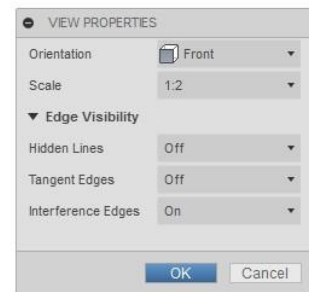 VIEW PROPERTIES
Orientation Front
Scale 1:2
Edge Visibility
Hidden Lines Off
Tangent Edges Off
Interference Edges On
OK Cancel